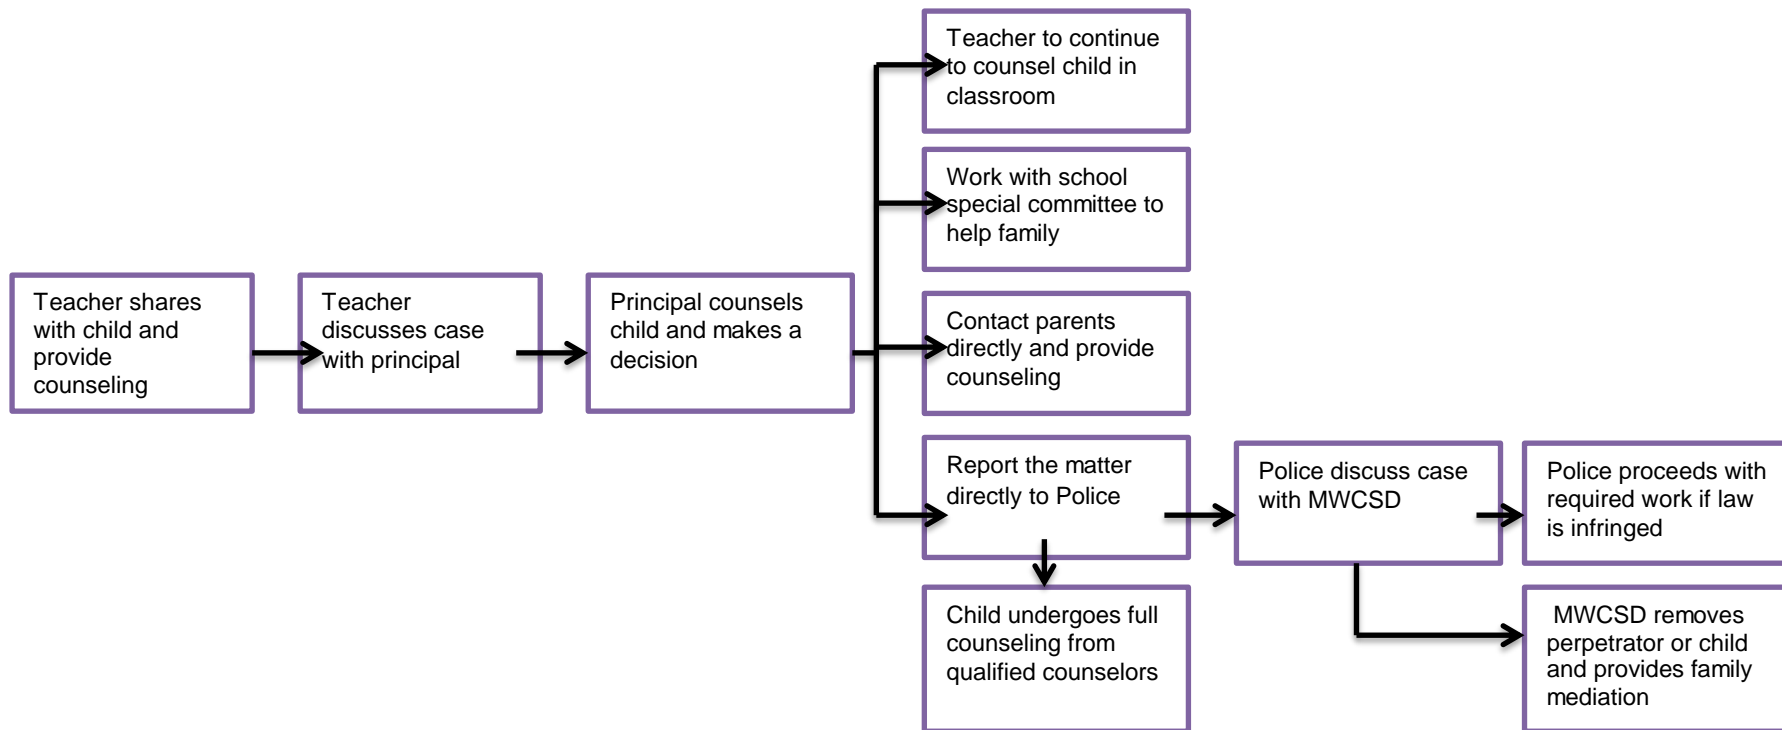 Teacher shares
with child and
provide
counseling
Teacher
discusses case
with principal
Principal counsels
child and makes a
decision
Teacher to continue
to counsel child in
classroom
Work with school
special committee to
help family
Contact parents
directly and provide
counseling
Report the matter
directly to Police
Child undergoes full
counseling from
qualified counselors
Police discuss case
with MWCSD
Police proceeds with
required work if law
is infringed
MWCSD removes
perpetrator or child
and provides family
mediation